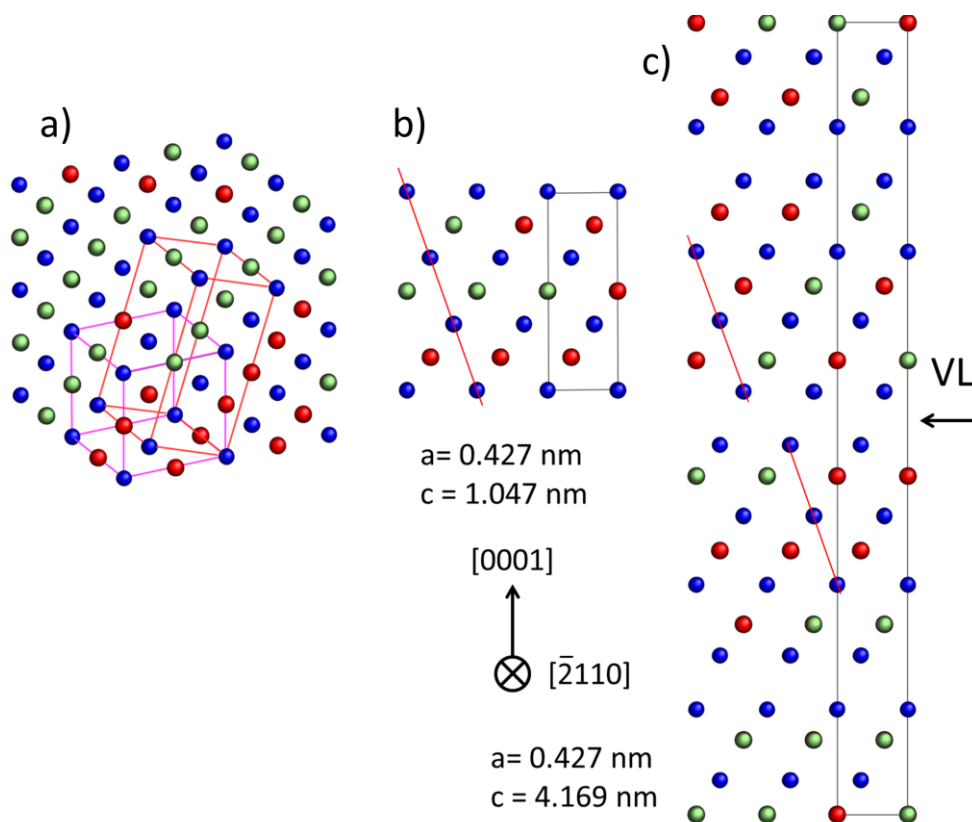 a)
b)
c)
VL
a= 0.427 nm
c = 1.047 nm
[0001]
[2̄110]
a= 0.427 nm
c = 4.169 nm